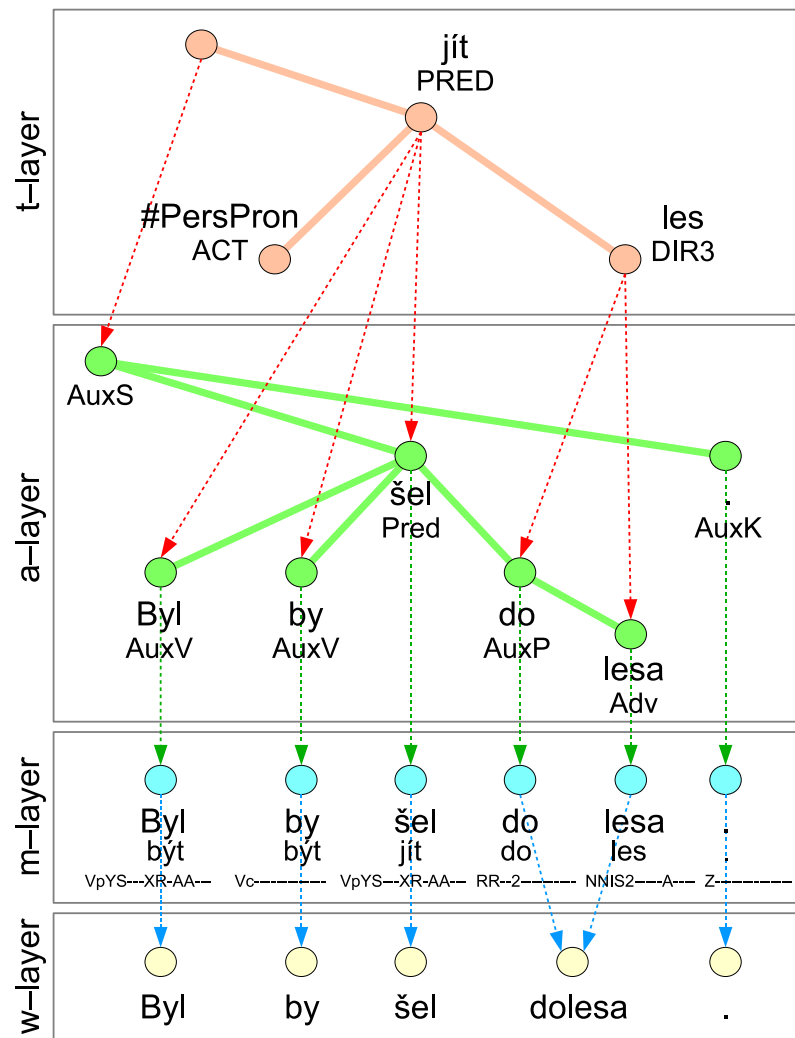 t–layer
jít
PRED
#PersPron
ACT
les
DIR3
a–layer
AuxS
šel
Pred
.
AuxK
Byl
AuxV
by
AuxV
do
AuxP
lesa
Adv
m–layer
Byl by šel do lesa .
být být jít do les .
VpYS---XR-AA--- Vc------------- VpYS---XR-AA--- RR--2---------- NNIS2-----A---- Z:-------------
w–layer
Byl by šel dolesa .